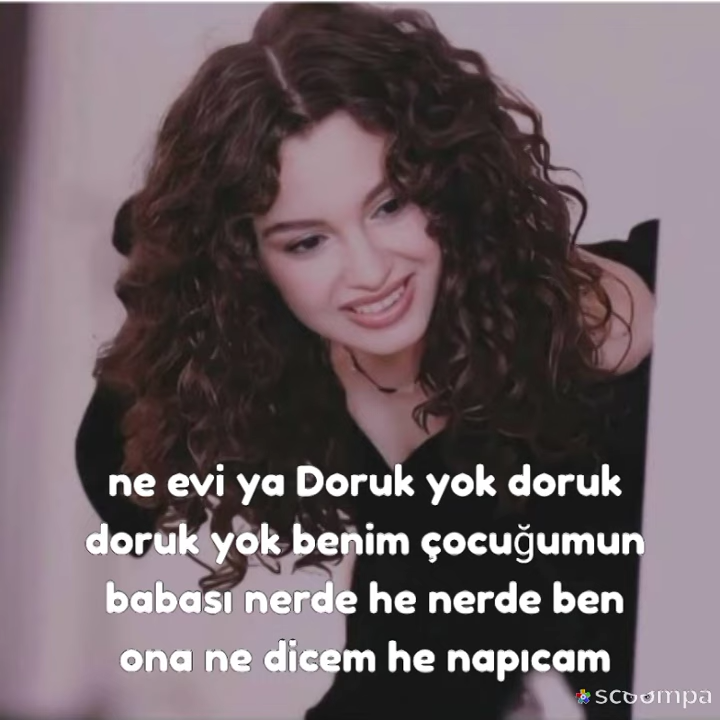 ne evi ya Doruk yok doruk
doruk yok benim çocuğumun
babası nerde he nerde ben
ona ne dicem he napıcam
scoompa